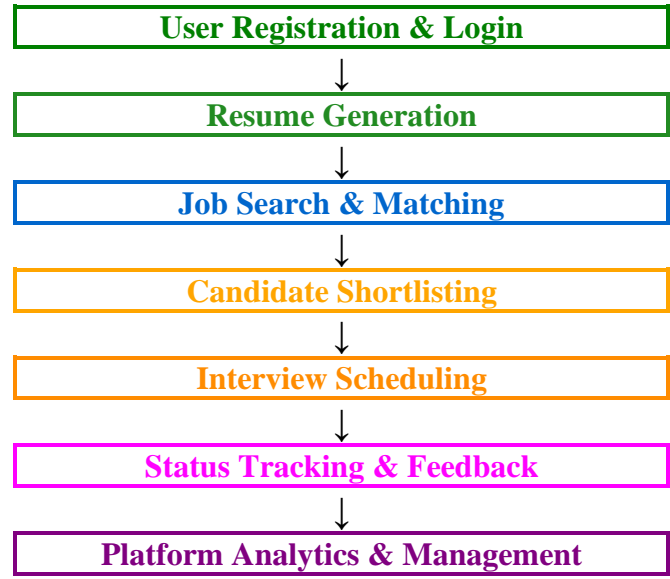 User Registration & Login
↓
Resume Generation
↓
Job Search & Matching
↓
Candidate Shortlisting
↓
Interview Scheduling
↓
Status Tracking & Feedback
↓
Platform Analytics & Management